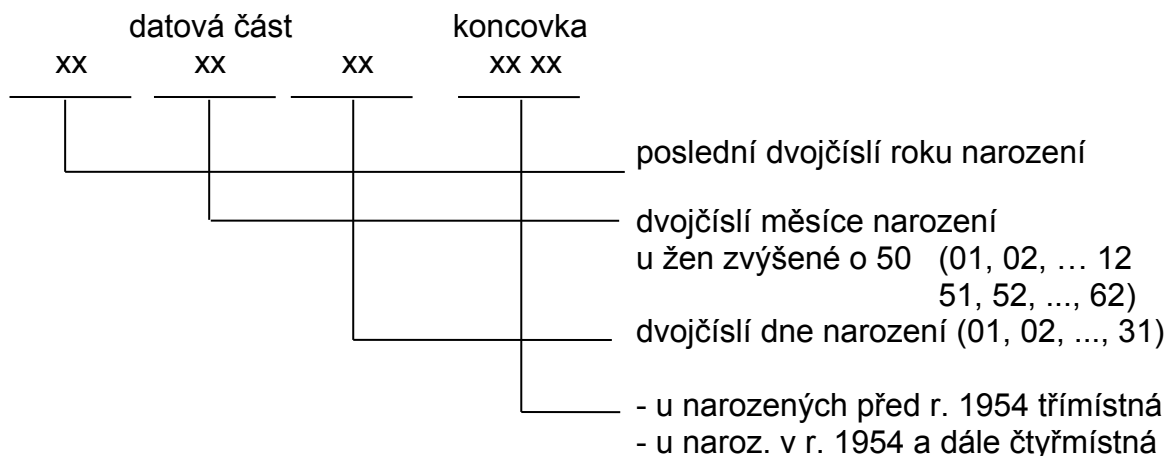 datová část koncovka
xx xx xx xx xx
poslední dvojčíslí roku narození
dvojčíslí měsíce narození
u žen zvýšené o 50 (01, 02, … 12
51, 52, ..., 62)
dvojčíslí dne narození (01, 02, ..., 31)
- u narozených před r. 1954 třímístná
- u naroz. v r. 1954 a dále čtyřmístná